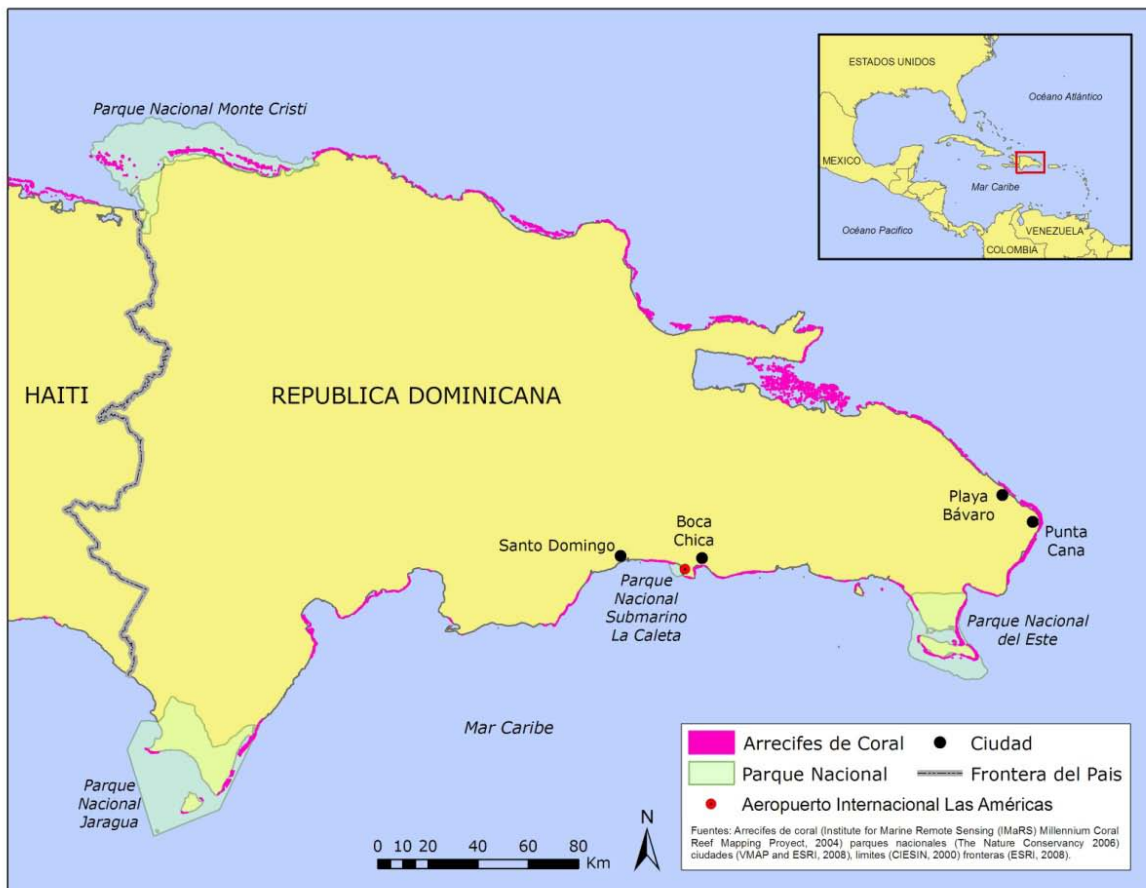 Parque Nacional Monte Cristi
ESTADOS UNIDOS
Océano Atlántico
MEXICO
Mar Caribe
Océano Pacifico
VENEZUELA
COLOMBIA
HAITI
REPUBLICA DOMINICANA
Playa
Bávaro
Punta
Cana
Boca
Chica
Santo Domingo
Parque
Nacional
Submarino
La Caleta
Parque Nacional
del Este
Mar Caribe
Parque
Nacional
Jaragua
N
0 10 20 40 60 80
Km
Arrecifes de Coral
Ciudad
Parque Nacional
Frontera del Pais
Aeropuerto Internacional Las Américas
Fuentes: Arrecifes de coral (Institute for Marine Remote Sensing (IMaRS) Millennium Coral
Reef Mapping Proyect, 2004) parques nacionales (The Nature Conservancy 2006)
ciudades (VMAP and ESRI, 2008), limites (CIESIN, 2000) fronteras (ESRI, 2008).